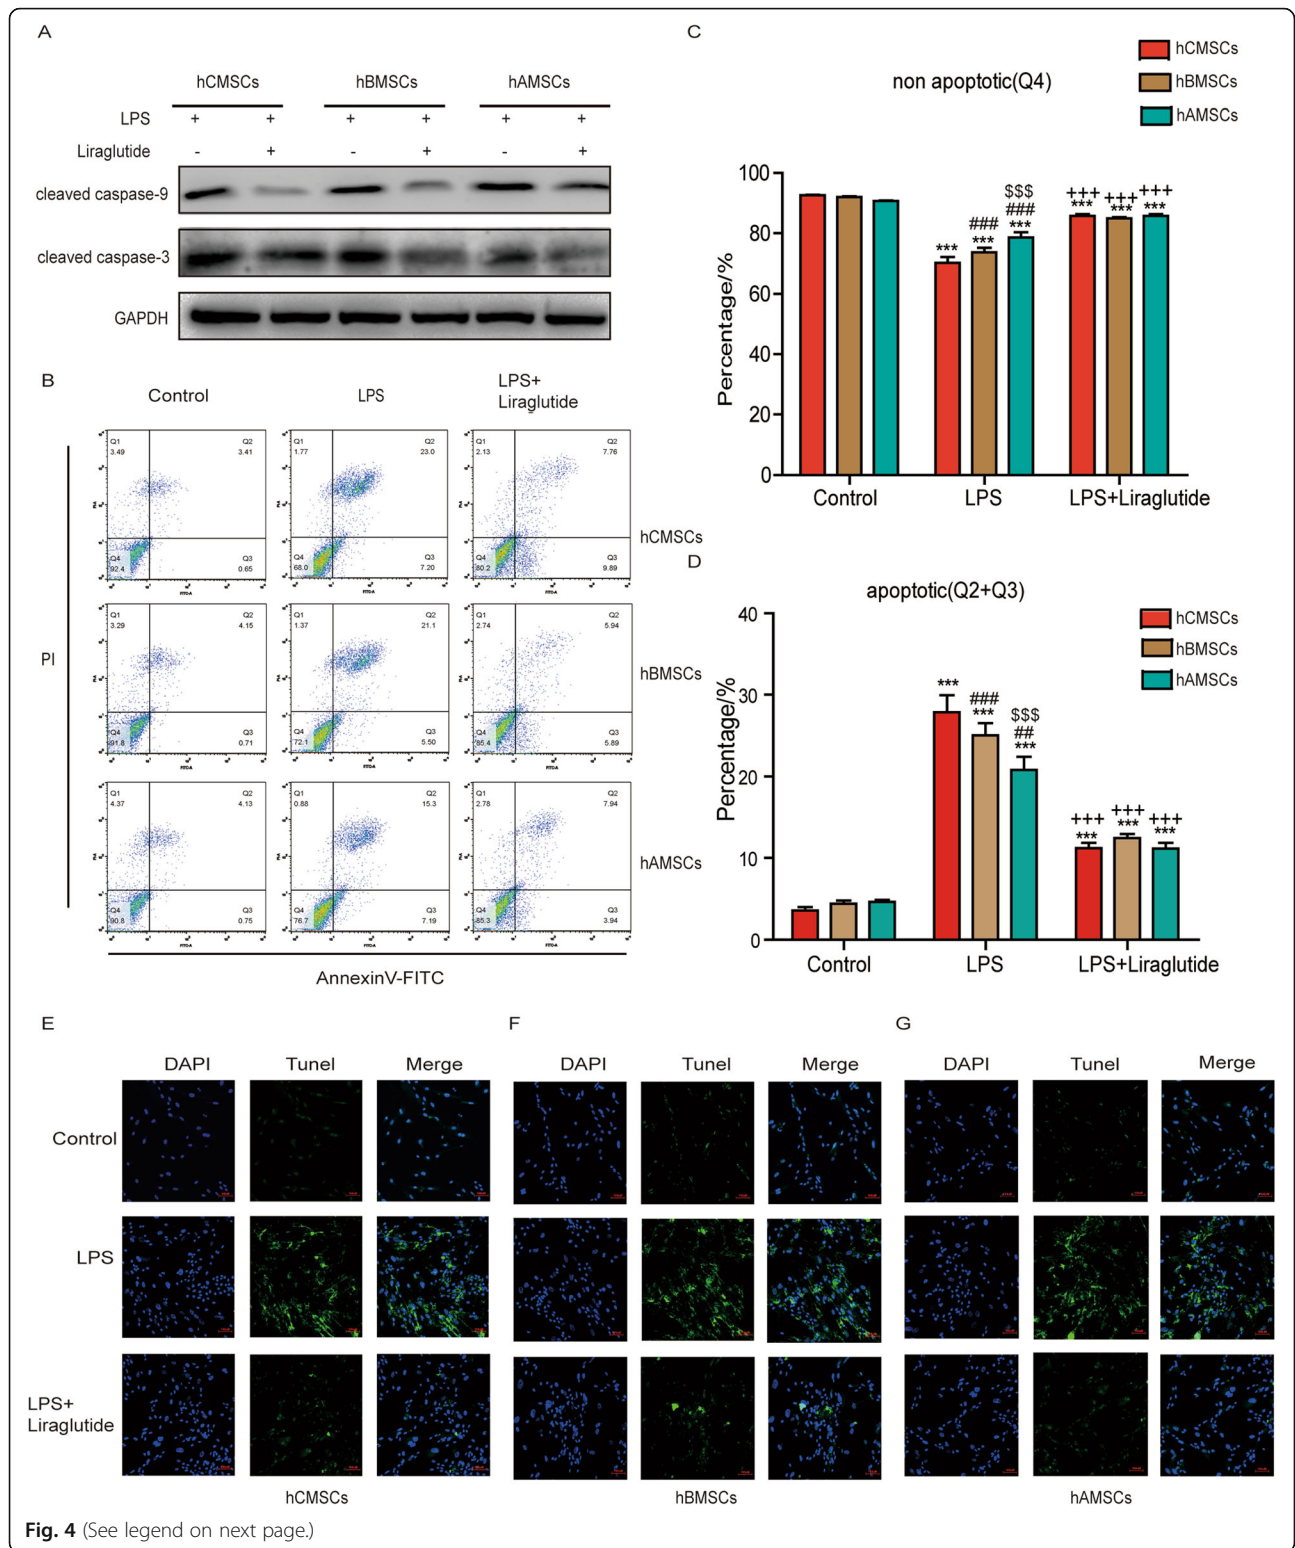 A
hCMSCs hBMSCs hAMSCs
LPS + + + + + +
Liraglutide - + - + - +
cleaved caspase-9
cleaved caspase-3
GAPDH
B
Control LPS LPS+
Liraglutide
Q1 Q2 Q1 Q2 Q1 Q2
3.49 3.41 1.77 23.0 2.13 7.76
hCMSCs
Q4 Q3 Q4 Q3 Q4 Q3
92.4 0.65 68.0 7.20 80.2 9.89
FITC-A FITC-A FITC-A
Q1 Q2 Q1 Q2 Q1 Q2
3.29 4.15 1.37 21.1 2.74 5.94
PI
hBMSCs
Q4 Q3 Q4 Q3 Q4 Q3
91.8 0.71 72.1 5.50 85.4 5.89
FITC-A FITC-A FITC-A
Q1 Q2 Q1 Q2 Q1 Q2
4.37 4.13 0.88 15.3 2.78 7.94
hAMSCs
Q4 Q3 Q4 Q3 Q4 Q3
90.8 0.75 76.7 7.19 85.3 3.94
FITC-A FITC-A FITC-A
AnnexinV-FITC
C
hCMSCs
hBMSCs
hAMSCs
non apoptotic(Q4)
Percentage/%
100
80
60
40
20
0
*** ### *** $$$ ### *** +++ *** +++ *** +++ ***
Control LPS LPS+Liraglutide
D
apoptotic(Q2+Q3)
hCMSCs
hBMSCs
hAMSCs
Percentage/%
40
30
20
10
0
*** ### *** $$$ ## *** +++ *** +++ *** +++ ***
Control LPS LPS+Liraglutide
E F G
DAPI Tunel Merge DAPI Tunel Merge DAPI Tunel Merge
Control
LPS
LPS+
Liraglutide
hCMSCs hBMSCs hAMSCs
Fig. 4 (See legend on next page.)